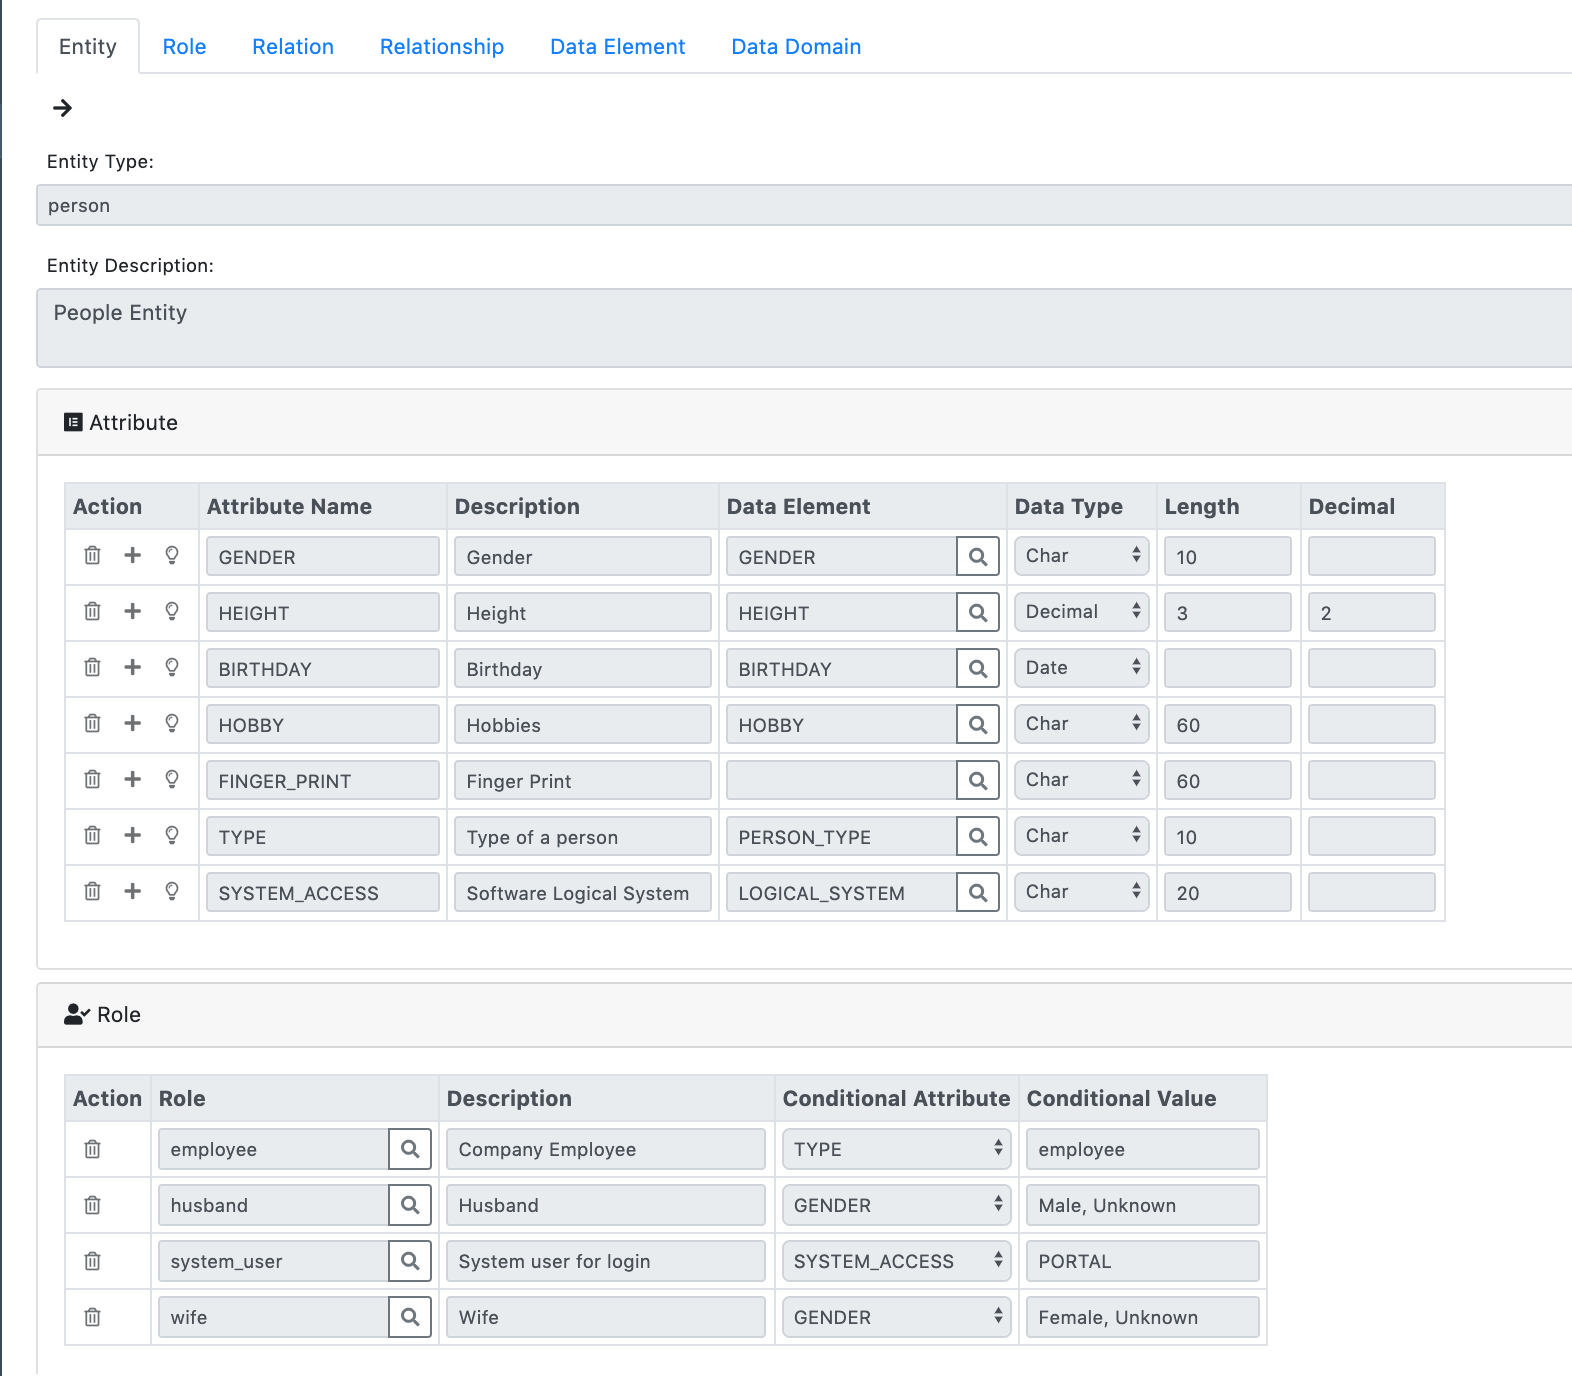 Entity Role Relation Relationship Data Element Data Domain
Entity Type:
person
Entity Description:
People Entity
Attribute
Action Attribute Name Description Data Element Data Type Length Decimal
GENDER Gender GENDER Char 10
HEIGHT Height HEIGHT Decimal 3 2
BIRTHDAY Birthday BIRTHDAY Date
HOBBY Hobbies HOBBY Char 60
FINGER_PRINT Finger Print Char 60
TYPE Type of a person PERSON_TYPE Char 10
SYSTEM_ACCESS Software Logical System LOGICAL_SYSTEM Char 20
Role
Action Role Description Conditional Attribute Conditional Value
employee Company Employee TYPE employee
husband Husband GENDER Male, Unknown
system_user System user for login SYSTEM_ACCESS PORTAL
wife Wife GENDER Female, Unknown